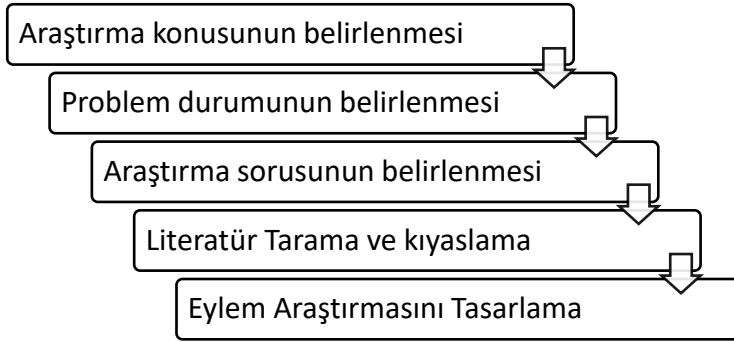 Araştırma konusunun belirlenmesi
Problem durumunun belirlenmesi
Araştırma sorusunun belirlenmesi
Literatür Tarama ve kıyaslama
Eylem Araştırmasını Tasarlama